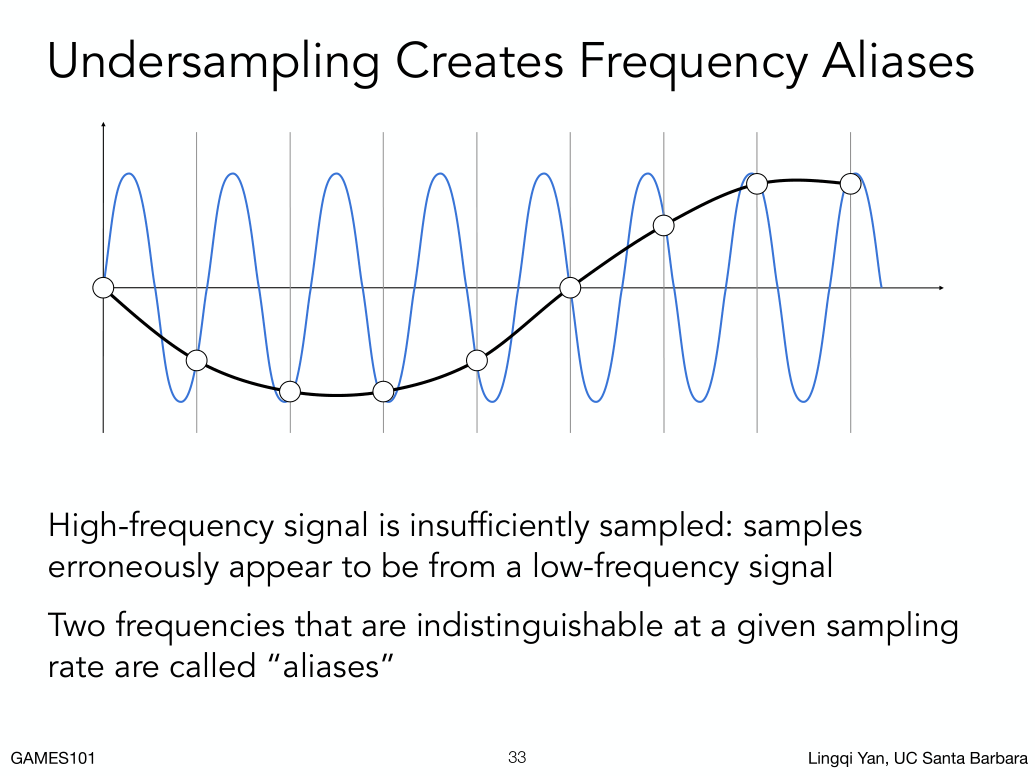 Undersampling Creates Frequency Aliases
High-frequency signal is insufficiently sampled: samples
erroneously appear to be from a low-frequency signal
Two frequencies that are indistinguishable at a given sampling
rate are called “aliases”
GAMES101
33
Lingqi Yan, UC Santa Barbara